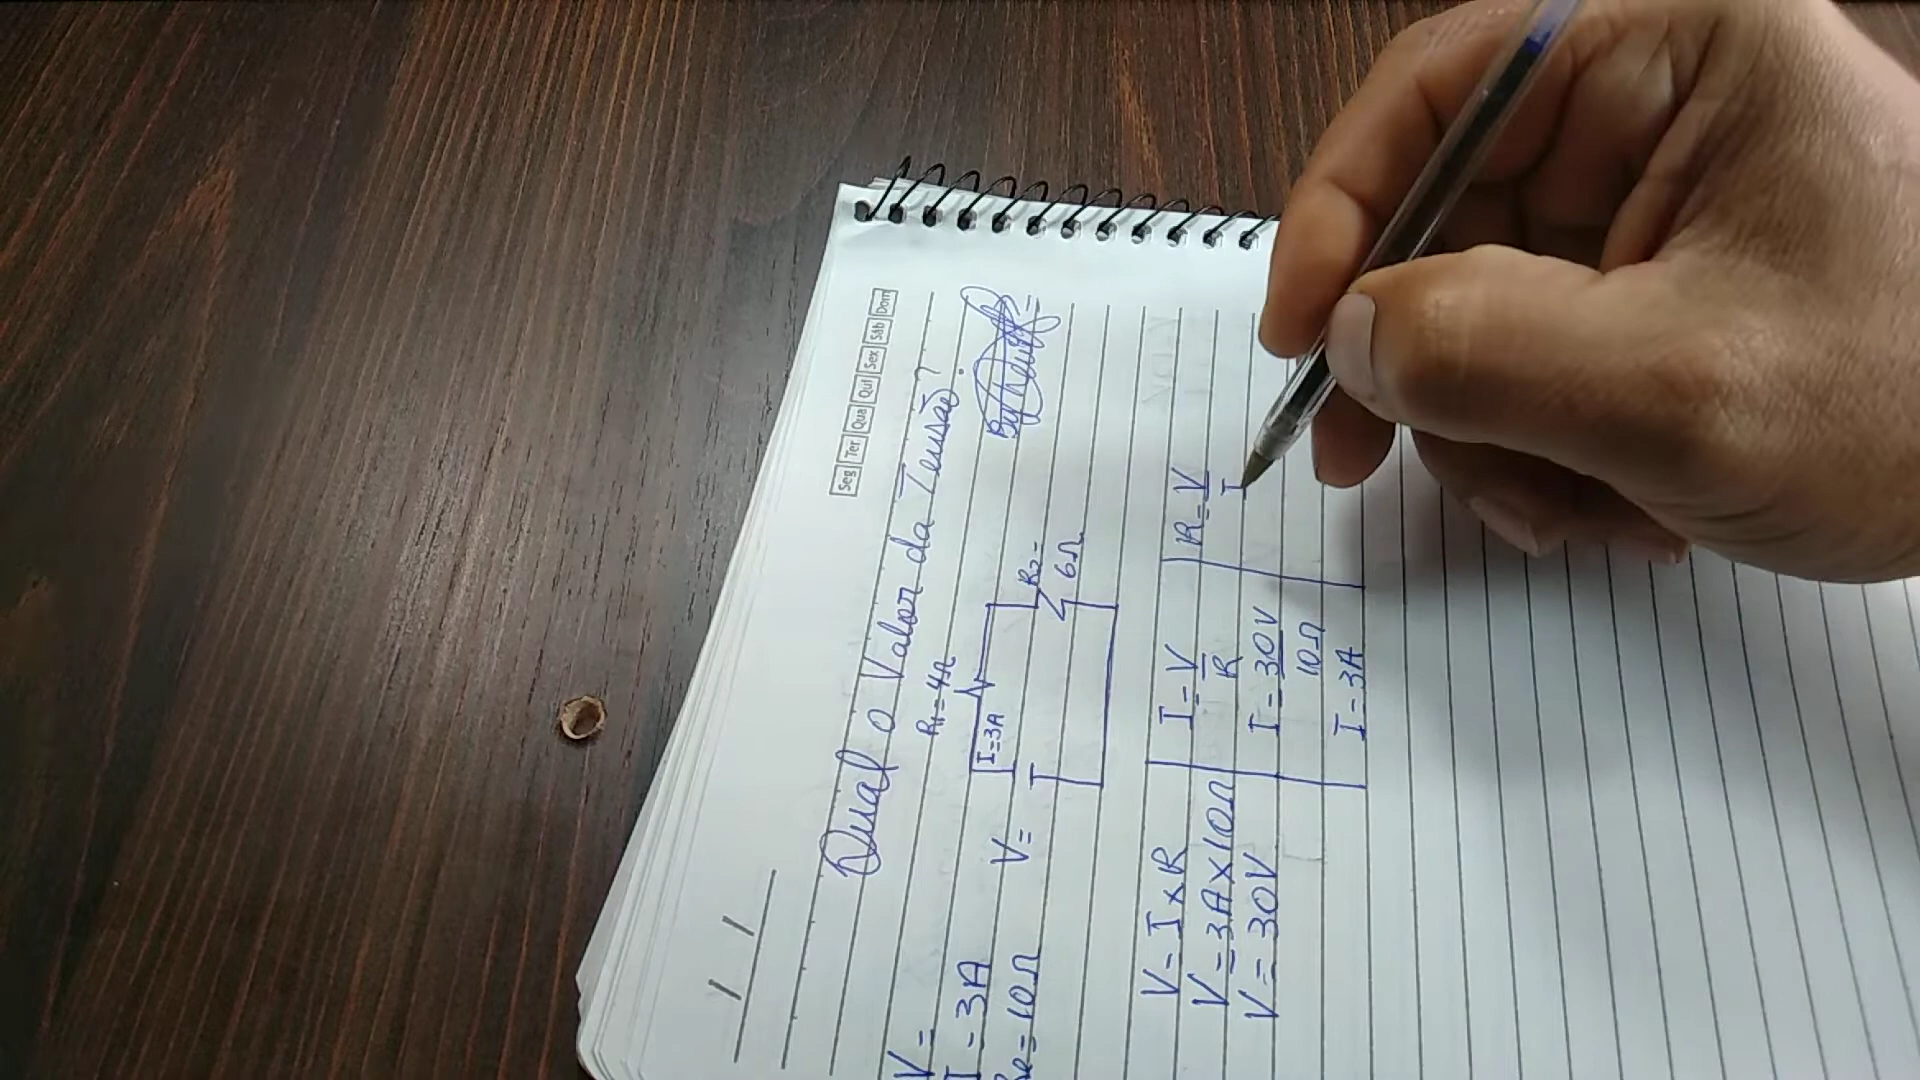 Seg Ter Qua Qui Sex Sáb Dom
Qual o Valor da Tensão?
V =
R1 = 4Ω
I = 3A
I = 3A
Re = 10Ω
V =
R2 =
6Ω
V = I x R
V = 3A x 10Ω
V = 30V
I = V
R
I = 30V
10Ω
I = 3A
R = V
I